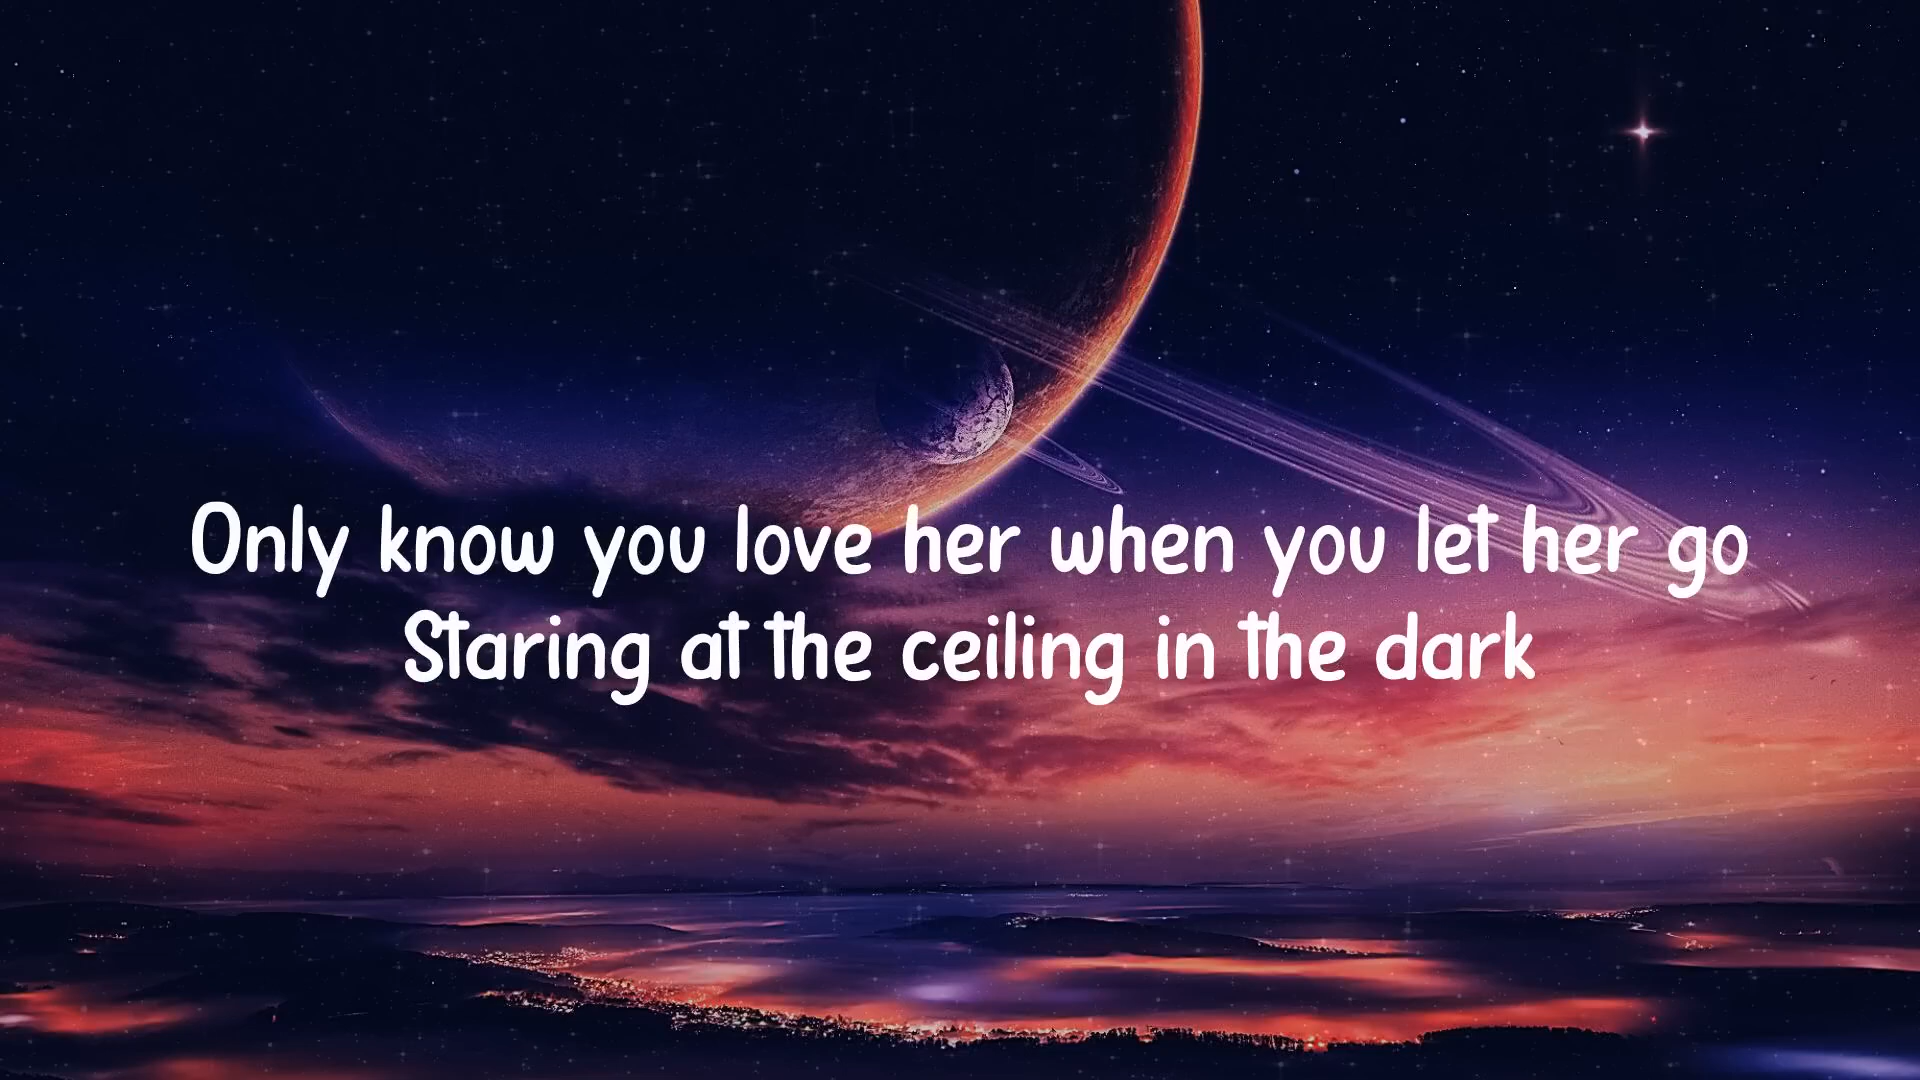 Only know you love her when you let her go
Staring at the ceiling in the dark